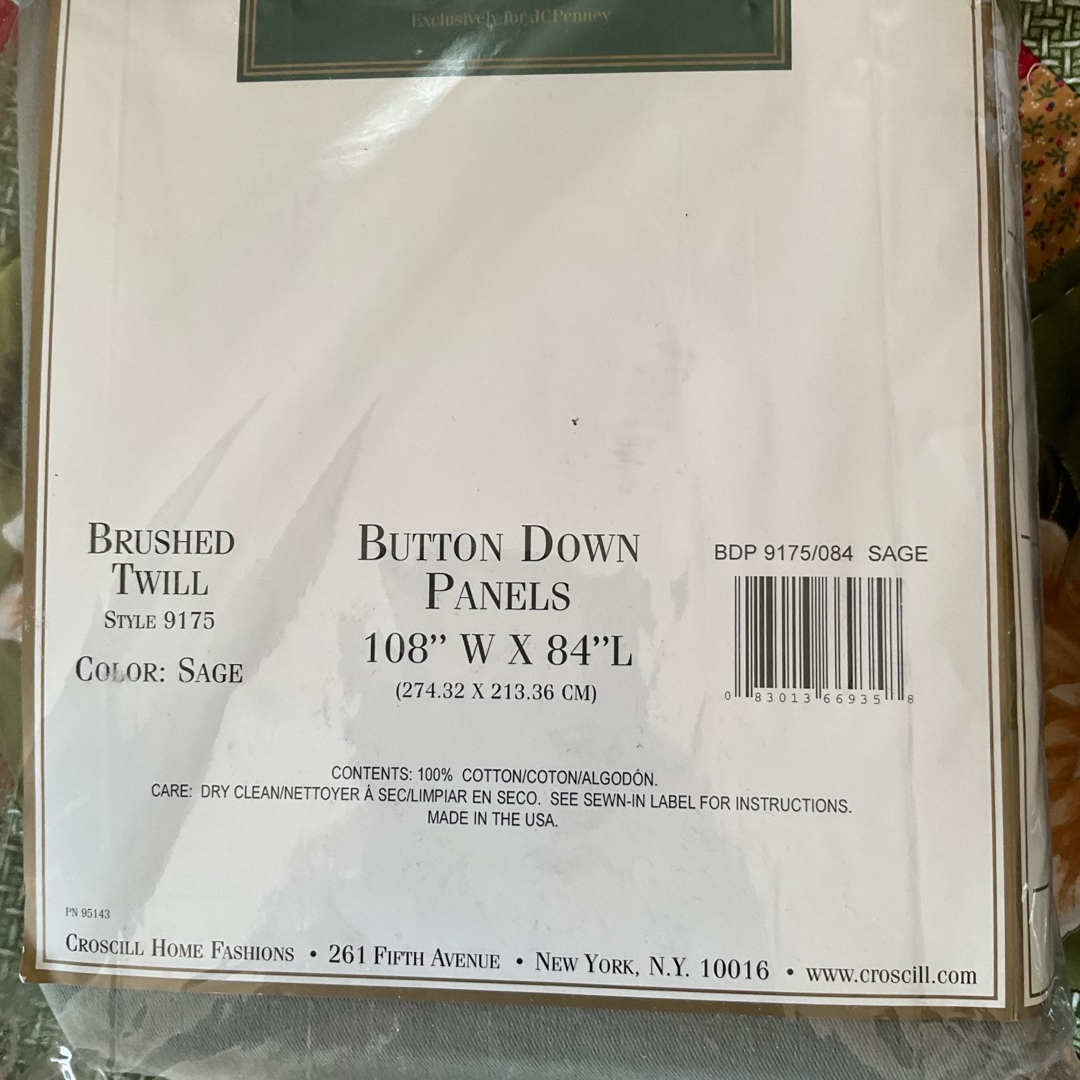 Exclusively for JCPenney
BRUSHED
TWILL
STYLE 9175
COLOR: SAGE
BUTTON DOWN
PANELS
108” W X 84”L
(274.32 X 213.36 CM)
BDP 9175/084 SAGE
0 83013 66935 8
CONTENTS: 100% COTTON/COTON/ALGODÓN.
CARE: DRY CLEAN/NETTOYER Á SEC/LIMPIAR EN SECO. SEE SEWN-IN LABEL FOR INSTRUCTIONS.
MADE IN THE USA.
PN 95143
CROSCILL HOME FASHIONS • 261 FIFTH AVENUE • NEW YORK, N.Y. 10016 • www.croscill.com